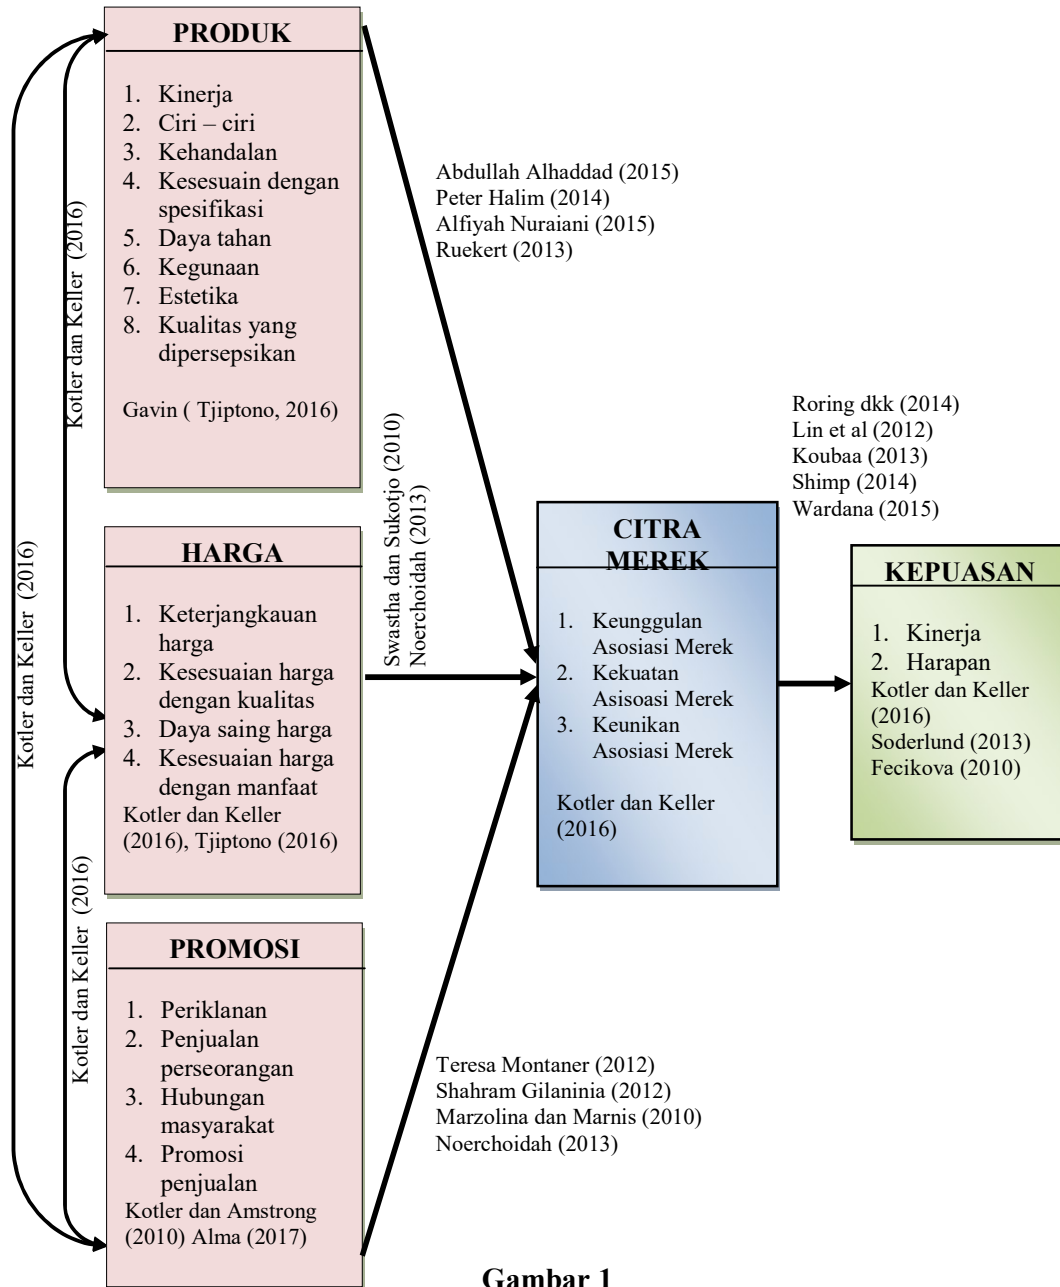 PRODUK
1. Kinerja
2. Ciri – ciri
3. Kehandalan
4. Kesesuain dengan
spesifikasi
5. Daya tahan
6. Kegunaan
7. Estetika
8. Kualitas yang
dipersepsikan
Gavin ( Tjiptono, 2016)
Kotler dan Keller (2016)
Kotler dan Keller (2016)
Kotler dan Keller (2016)
HARGA
1. Keterjangkauan
harga
2. Kesesuaian harga
dengan kualitas
3. Daya saing harga
4. Kesesuaian harga
dengan manfaat
Kotler dan Keller
(2016), Tjiptono (2016)
PROMOSI
1. Periklanan
2. Penjualan
perseorangan
3. Hubungan
masyarakat
4. Promosi
penjualan
Kotler dan Amstrong
(2010) Alma (2017)
Abdullah Alhaddad (2015)
Peter Halim (2014)
Alfiyah Nuraiani (2015)
Ruekert (2013)
Swastha dan Sukotjo (2010)
Noerchoidah (2013)
Teresa Montaner (2012)
Shahram Gilaninia (2012)
Marzolina dan Marnis (2010)
Noerchoidah (2013)
CITRA
MEREK
1. Keunggulan
Asosiasi Merek
2. Kekuatan
Asisoasi Merek
3. Keunikan
Asosiasi Merek
Kotler dan Keller
(2016)
Roring dkk (2014)
Lin et al (2012)
Koubaa (2013)
Shimp (2014)
Wardana (2015)
KEPUASAN
1. Kinerja
2. Harapan
Kotler dan Keller
(2016)
Soderlund (2013)
Fecikova (2010)
Gambar 1